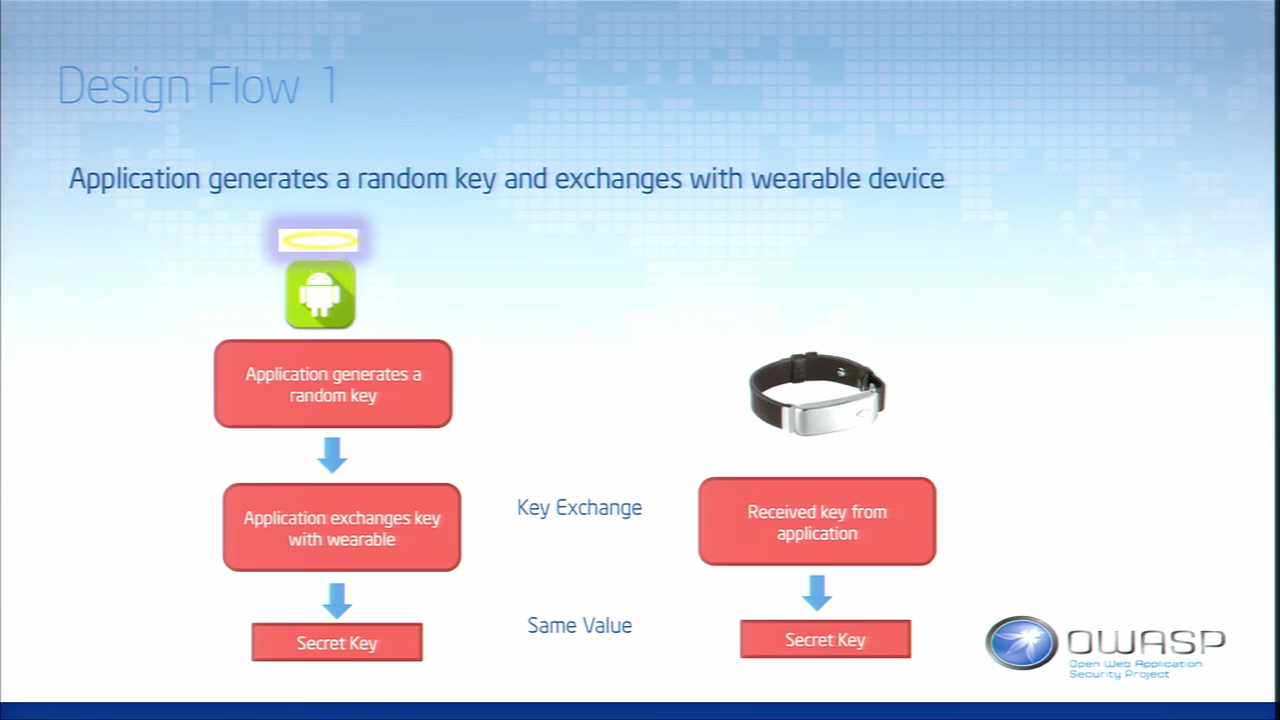 Design Flow 1
Application generates a random key and exchanges with wearable device
Application generates a
random key
Application exchanges key
with wearable
Key Exchange
Received key from
application
Secret Key
Same Value
Secret Key
OWASP
Open Web Application
Security Project